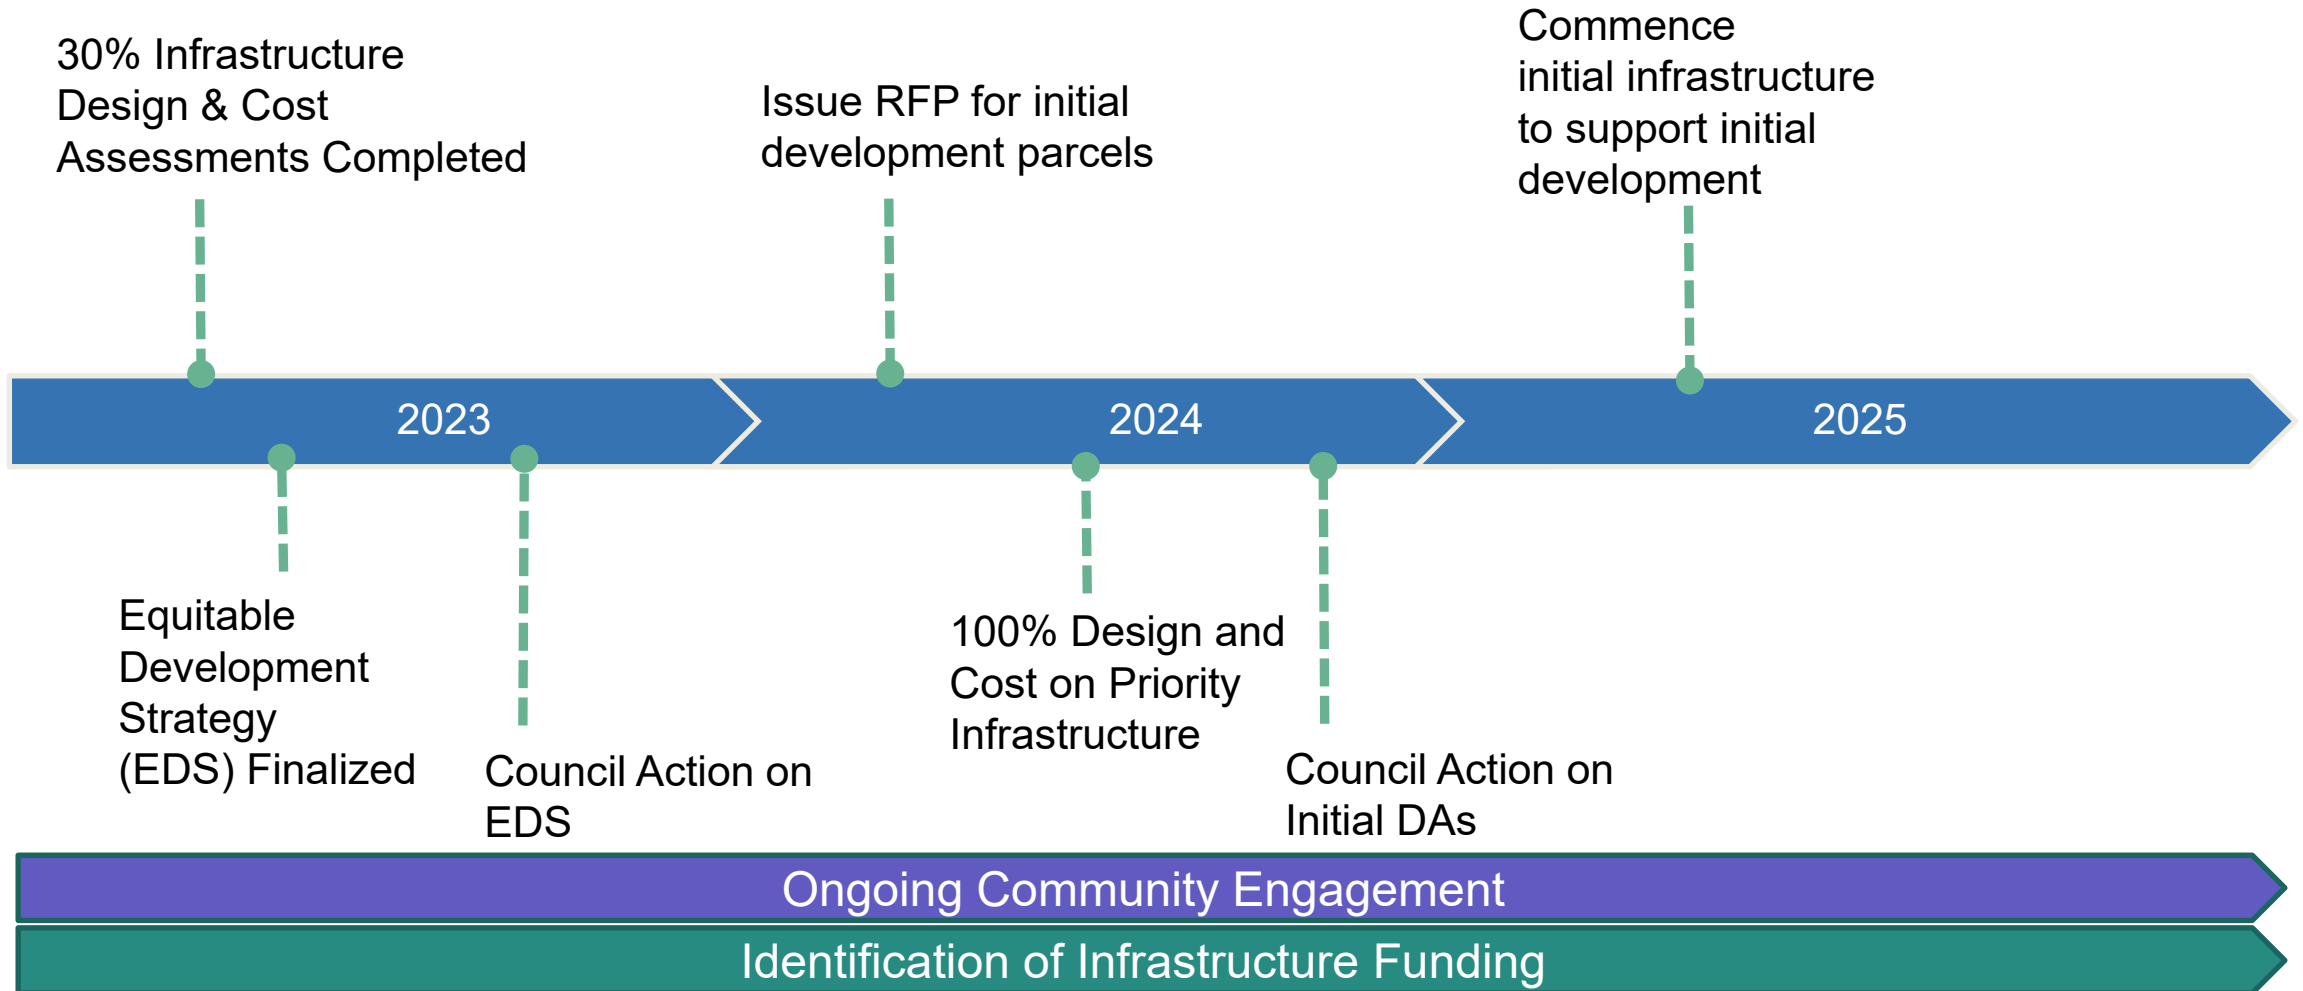 30% Infrastructure
Design & Cost
Assessments Completed
Issue RFP for initial
development parcels
Commence
initial infrastructure
to support initial
development
2023
2024
2025
Equitable
Development
Strategy
(EDS) Finalized
Council Action on
EDS
100% Design and
Cost on Priority
Infrastructure
Council Action on
Initial DAs
Ongoing Community Engagement
Identification of Infrastructure Funding